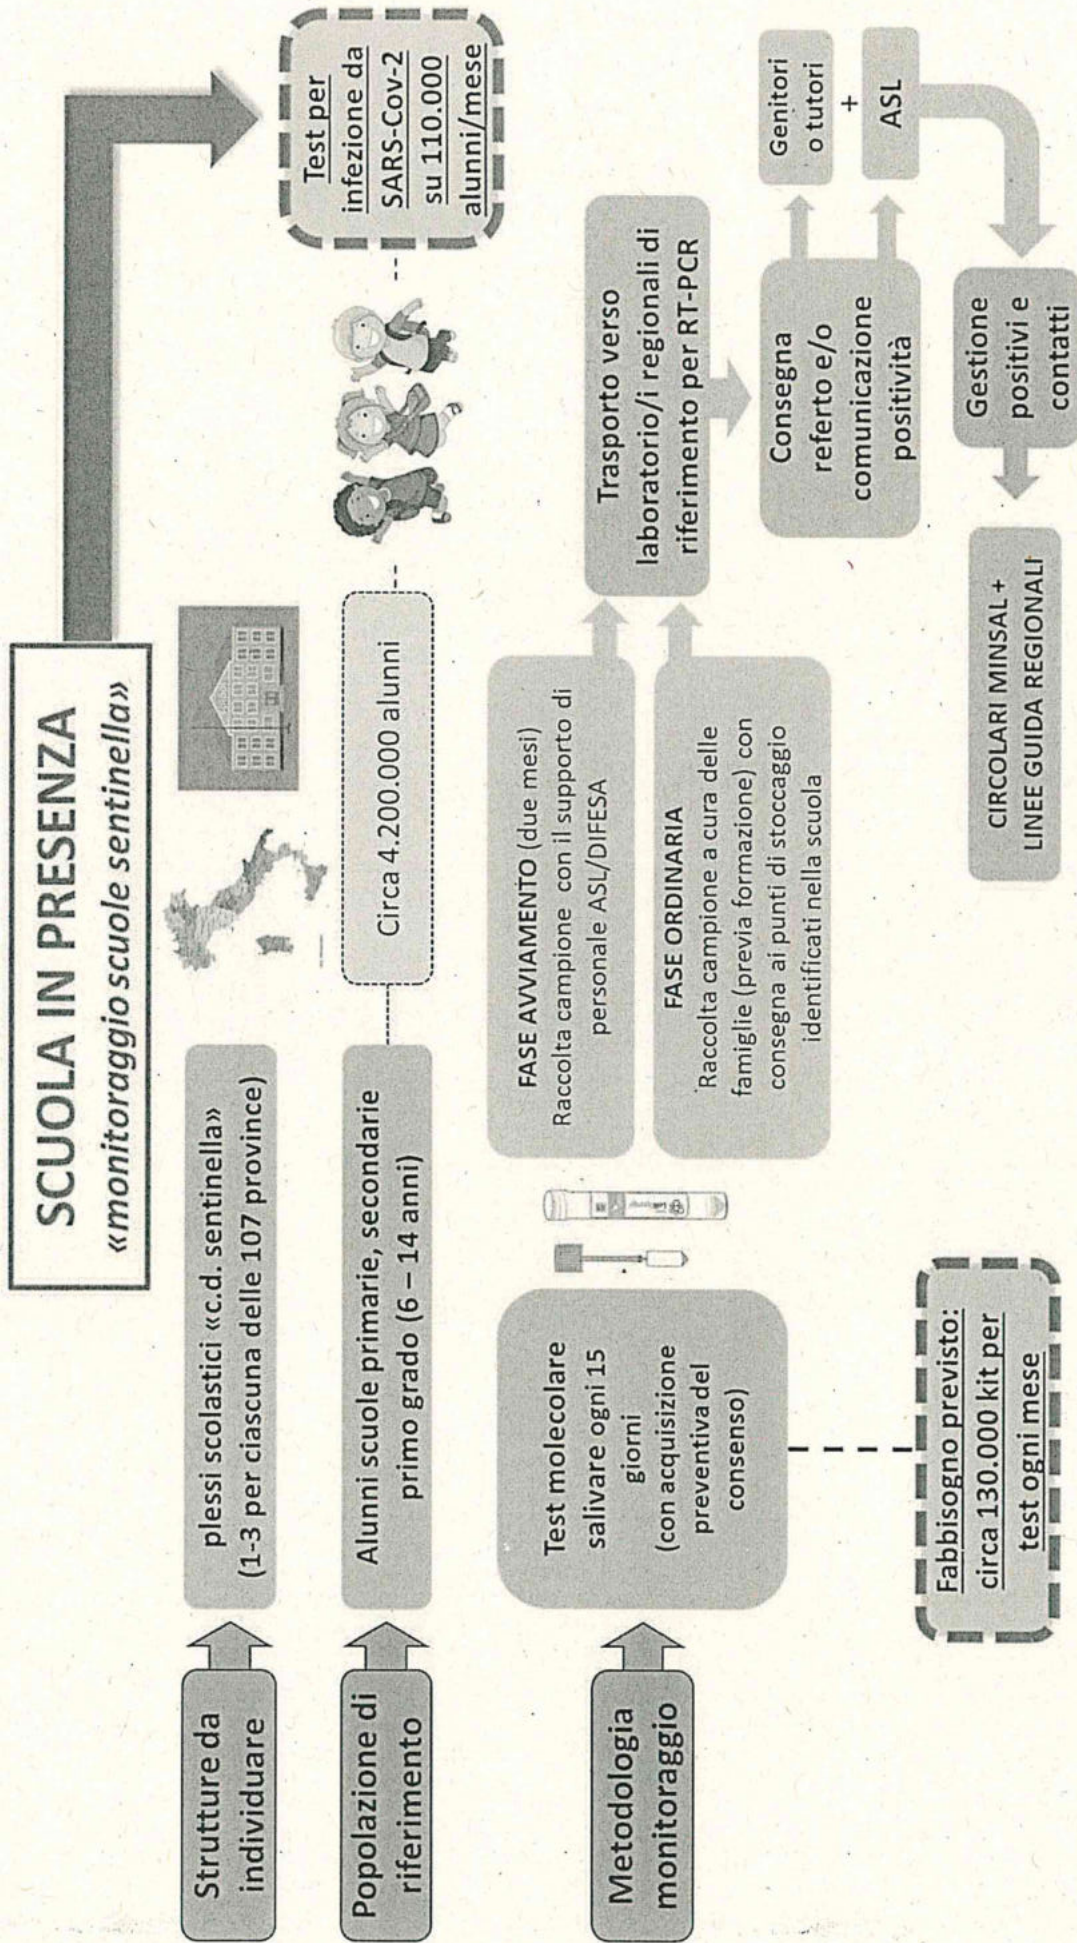 SCUOLA IN PRESENZA
«monitoraggio scuole sentinella»
Strutture da
individuare
plessi scolastici «c.d. sentinella»
(1-3 per ciascuna delle 107 province)
Popolazione di
riferimento
Alunni scuole primarie, secondarie
primo grado (6 – 14 anni)
Circa 4.200.000 alunni
Test per
infezione da
SARS-Cov-2
su 110.000
alunni/mese
Metodologia
monitoraggio
Test molecolare
salivare ogni 15
giorni
(con acquisizione
preventiva del
consenso)
FASE AVVIAMENTO (due mesi)
Raccolta campione con il supporto di
personale ASL/DIFESA
FASE ORDINARIA
Raccolta campione a cura delle
famiglie (previa formazione) con
consegna ai punti di stoccaggio
identificati nella scuola
Trasporto verso
laboratorio/i regionali di
riferimento per RT-PCR
Consegna
referto e/o
comunicazione
positività
Genitori
o tutori
+
ASL
Gestione
positivi e
contatti
CIRCOLARI MINSAL +
LINEE GUIDA REGIONALI
Fabbisogno previsto:
circa 130.000 kit per
test ogni mese